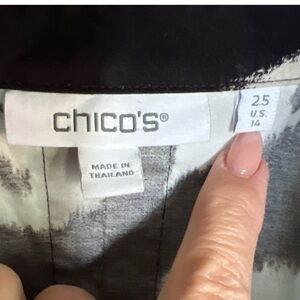 chico's®
2.5
U.S.
14
MADE IN
THAILAND